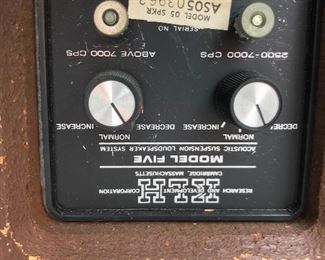 KLH
RESEARCH AND DEVELOPMENT CORPORATION
CAMBRIDGE, MASSACHUSETTS
MODEL FIVE
ACOUSTIC SUSPENSION LOUDSPEAKER SYSTEM
NORMAL NORMAL
DECRE INCREASE DECREASE INCREASE
2500-7000 CPS ABOVE 7000 CPS
SERIAL NO
MODEL 05 SPKR